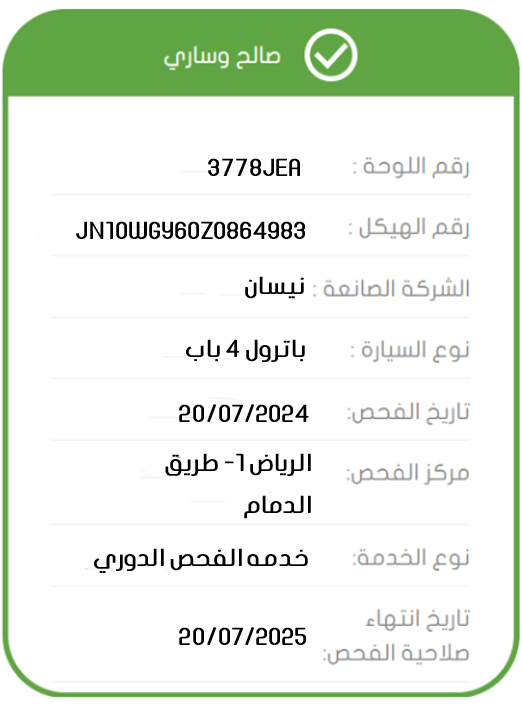 صالح وساري
رقم اللوحة : 3778JEA
رقم الهيكل : JN10WGY60Z0864983
الشركة الصانعة : نيسان
نوع السيارة : باترول 4 باب
تاريخ الفحص: 20/07/2024
مركز الفحص: الرياض 1- طريق
الدمام
نوع الخدمة: خدمه الفحص الدوري
تاريخ انتهاء
صلاحية الفحص: 20/07/2025